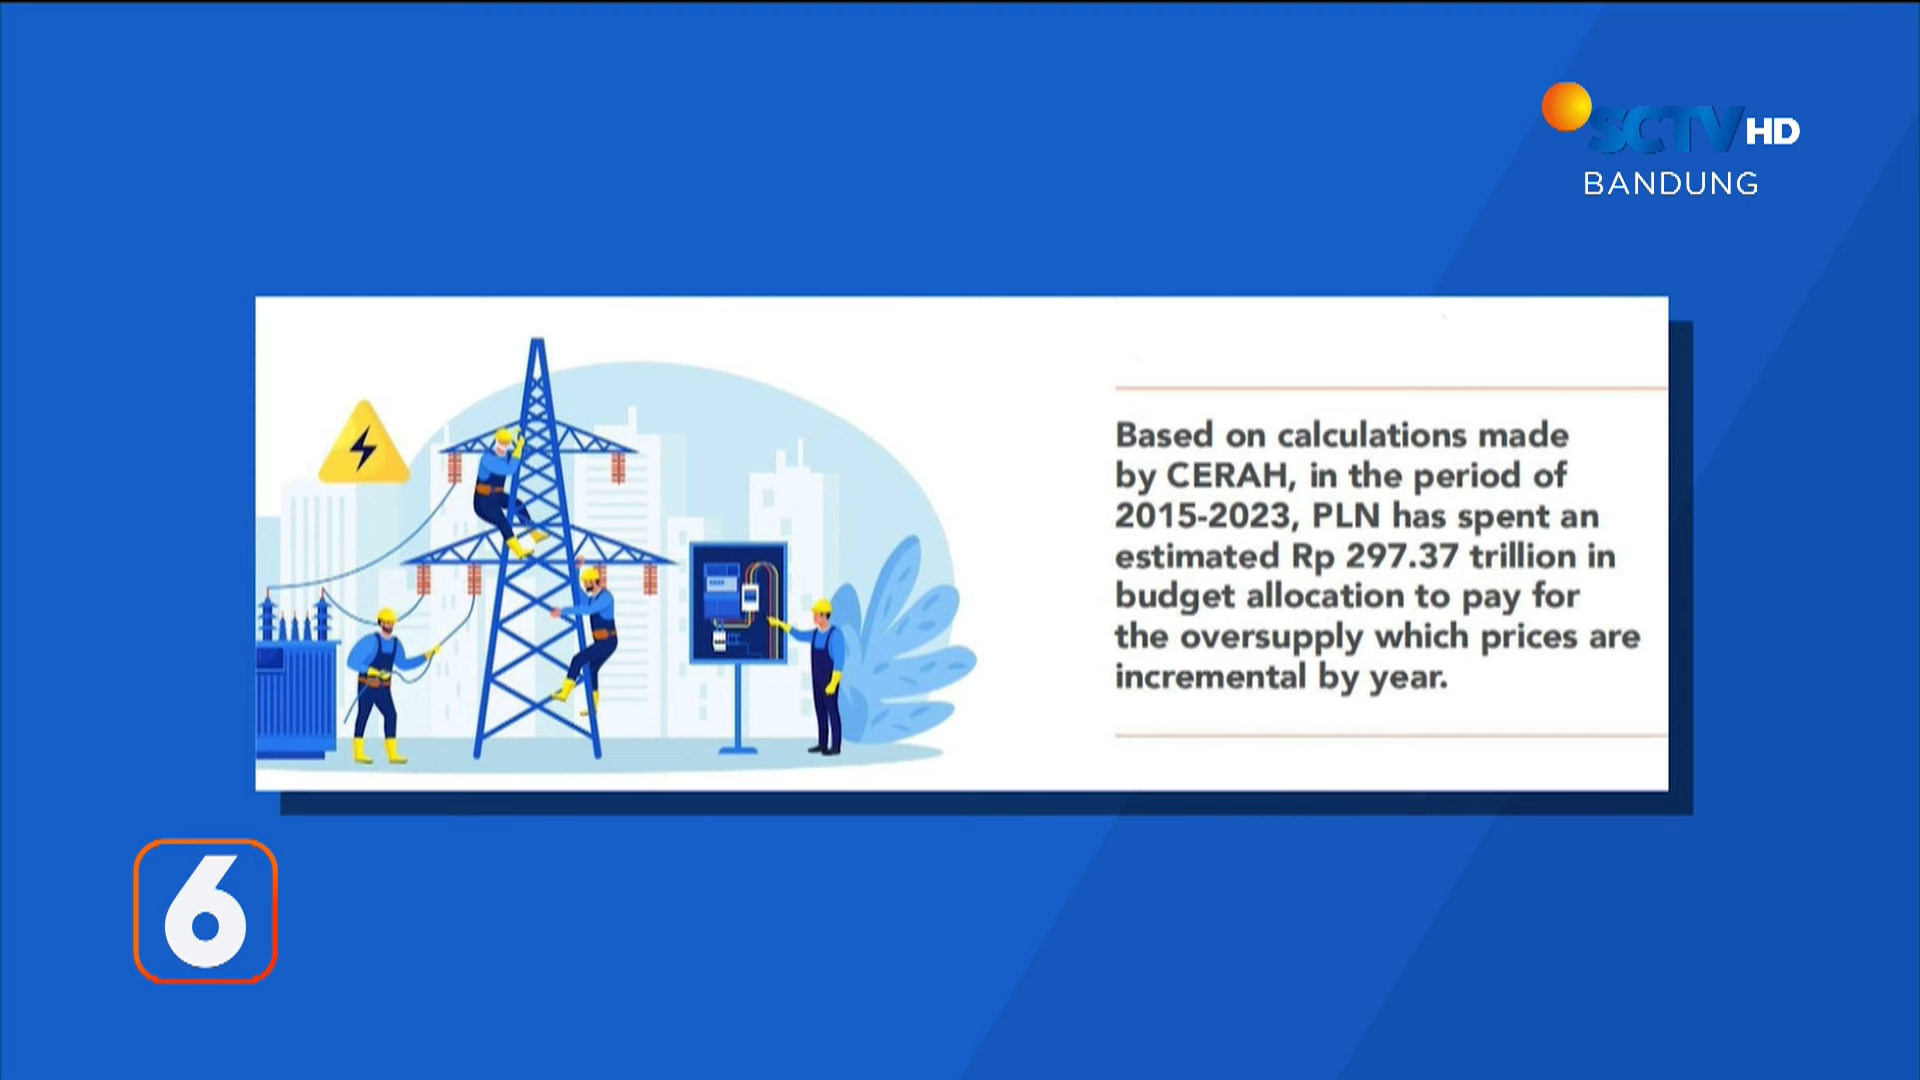 SCTV HD
BANDUNG
Based on calculations made
by CERAH, in the period of
2015-2023, PLN has spent an
estimated Rp 297.37 trillion in
budget allocation to pay for
the oversupply which prices are
incremental by year.
6